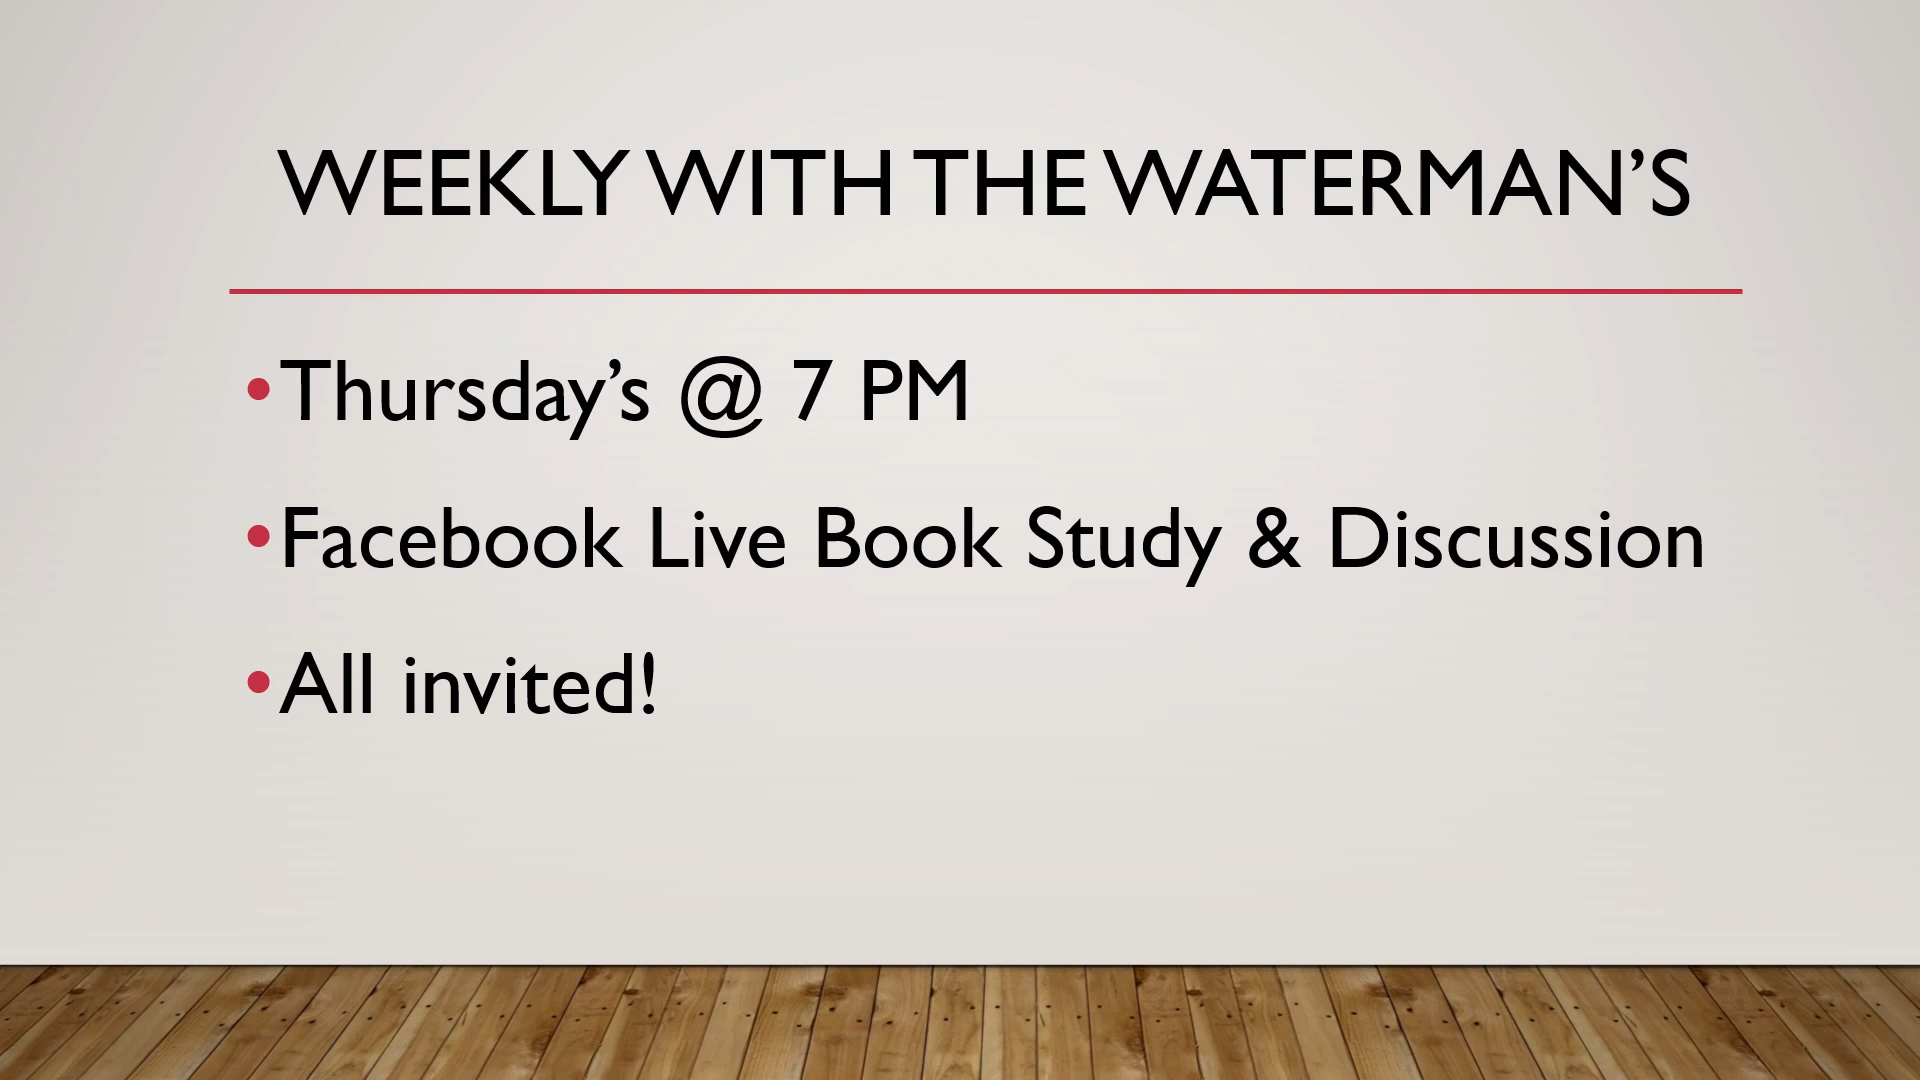 WEEKLY WITH THE WATERMAN’S
•Thursday’s @ 7 PM
•Facebook Live Book Study & Discussion
•All invited!